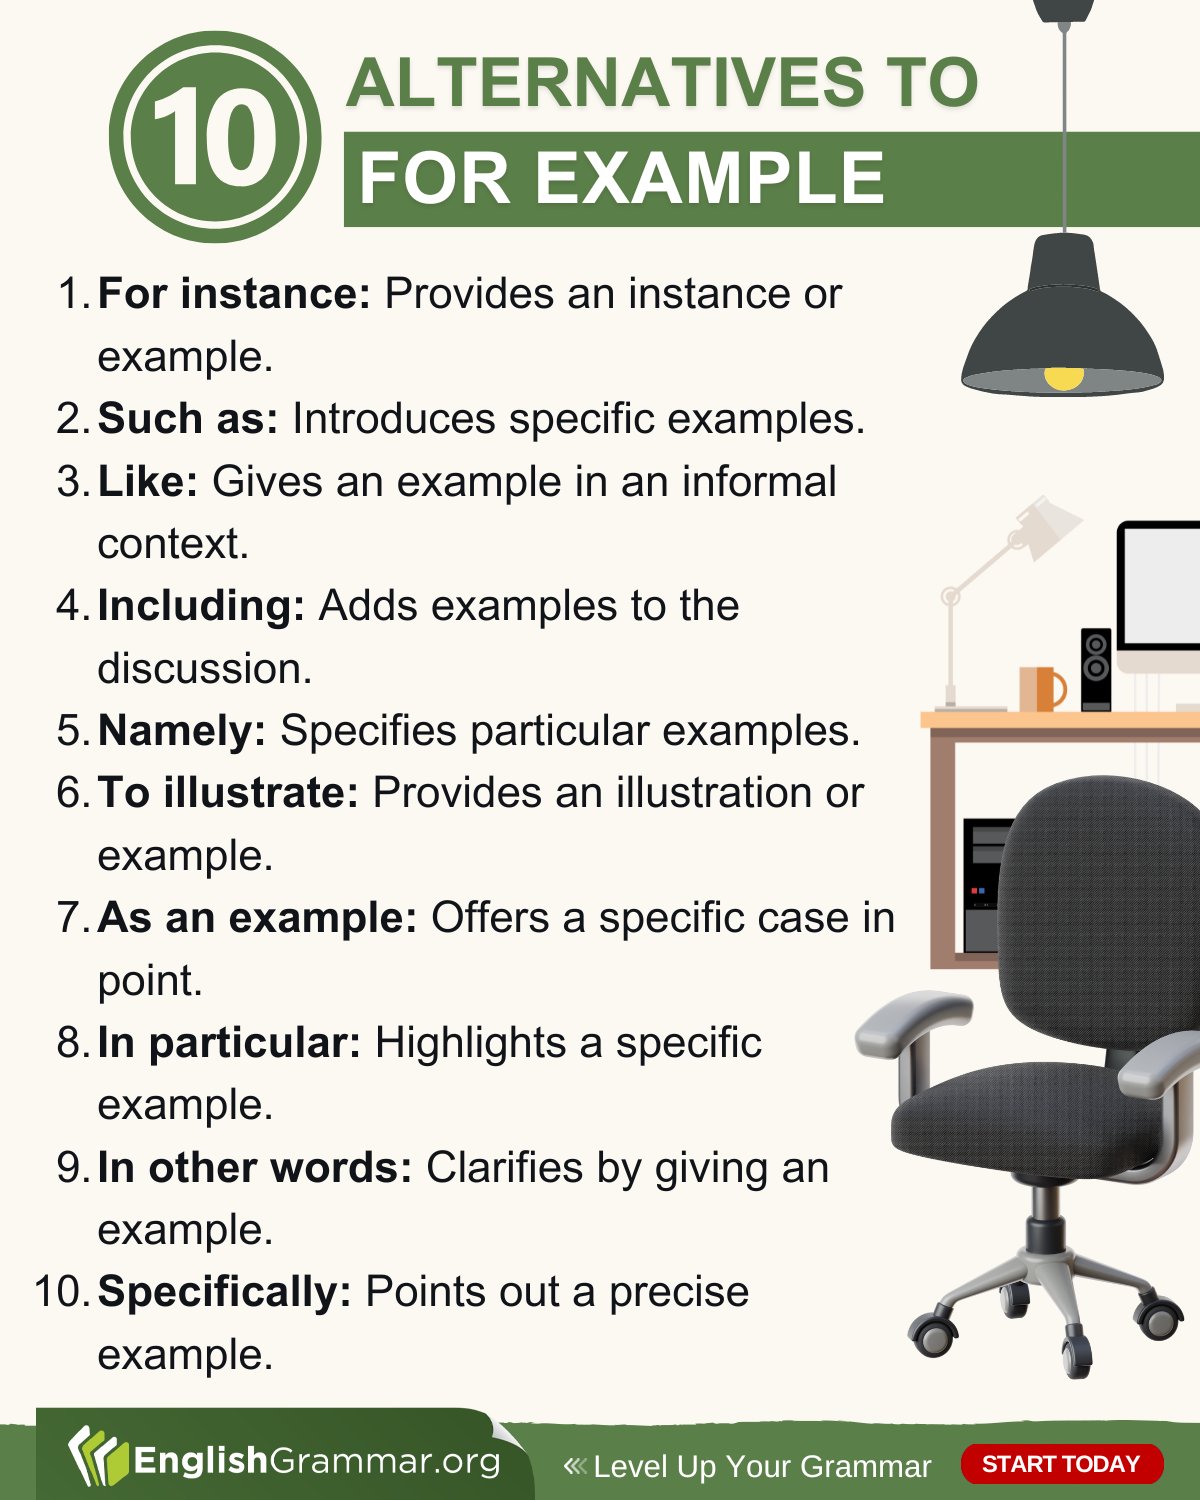 10
ALTERNATIVES TO
FOR EXAMPLE
1. For instance: Provides an instance or
example.
2. Such as: Introduces specific examples.
3. Like: Gives an example in an informal
context.
4. Including: Adds examples to the
discussion.
5. Namely: Specifies particular examples.
6. To illustrate: Provides an illustration or
example.
7. As an example: Offers a specific case in
point.
8. In particular: Highlights a specific
example.
9. In other words: Clarifies by giving an
example.
10. Specifically: Points out a precise
example.
EnglishGrammar.org
Level Up Your Grammar
START TODAY